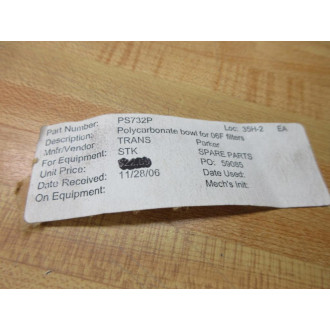 Part Number: PS732P Loc: 35H-2 EA
Description: Polycarbonate bowl for 06F filters
Mnfr/Vendor: TRANS Parker
For Equipment: STK SPARE PARTS
Unit Price: PO: 59085
Date Received: 11/28/06 Date Used:
On Equipment: Mech's Init: